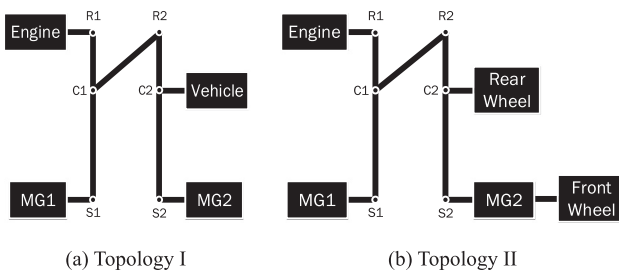 R1 R2 R1 R2
Engine Engine
C1 C2 Vehicle C1 C2 Rear
Wheel
MG1 MG2 MG1 MG2 Front
Wheel
S1 S2 S1 S2
(a) Topology I (b) Topology II